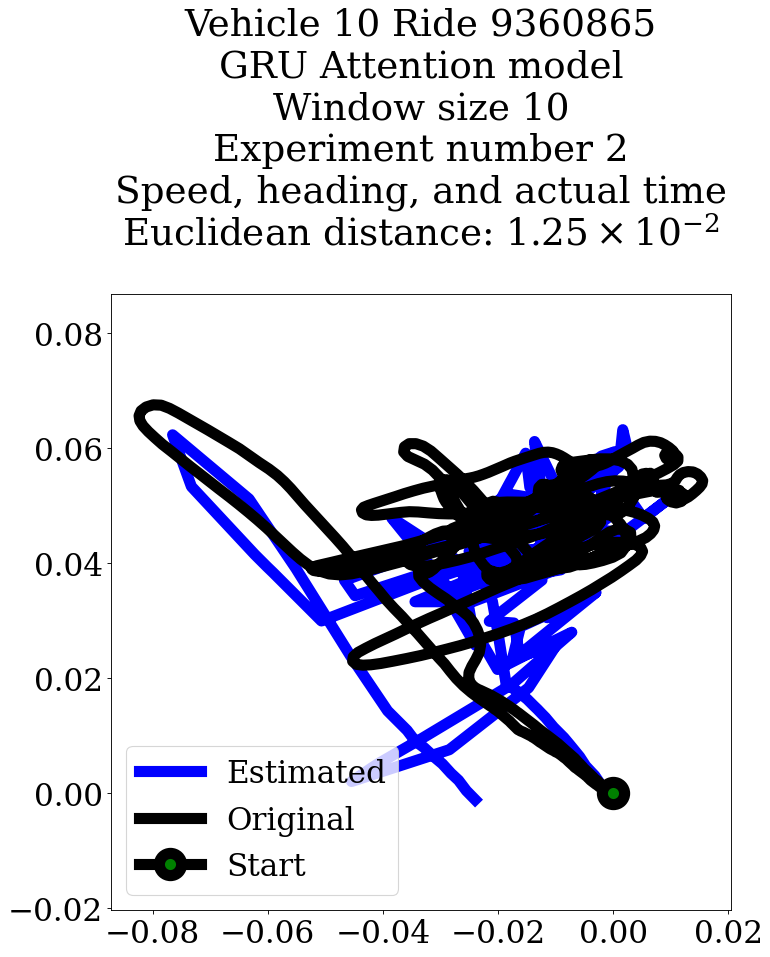 Vehicle 10 Ride 9360865
GRU Attention model
Window size 10
Experiment number 2
Speed, heading, and actual time
Euclidean distance: 1.25 × 10⁻²
0.08
0.06
0.04
0.02
0.00
−0.02
Estimated
Original
Start
−0.08 −0.06 −0.04 −0.02 0.00 0.02